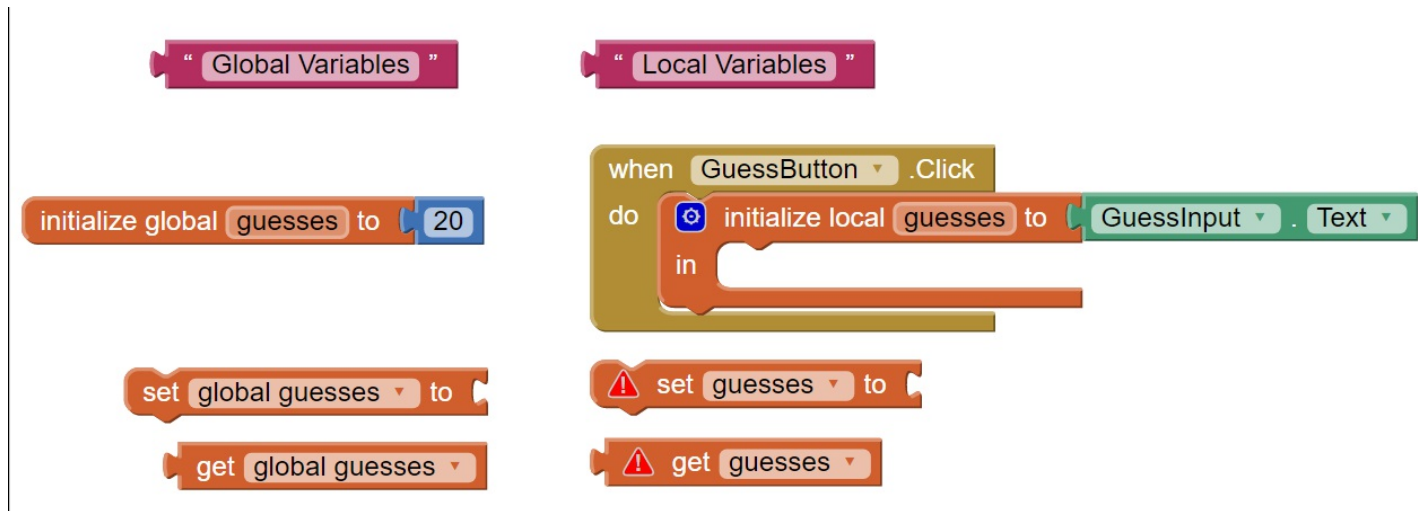 “ Global Variables ”
“ Local Variables ”
when GuessButton .Click
initialize global guesses to 20
do initialize local guesses to GuessInput . Text
in
set global guesses to
set guesses to
get global guesses
get guesses